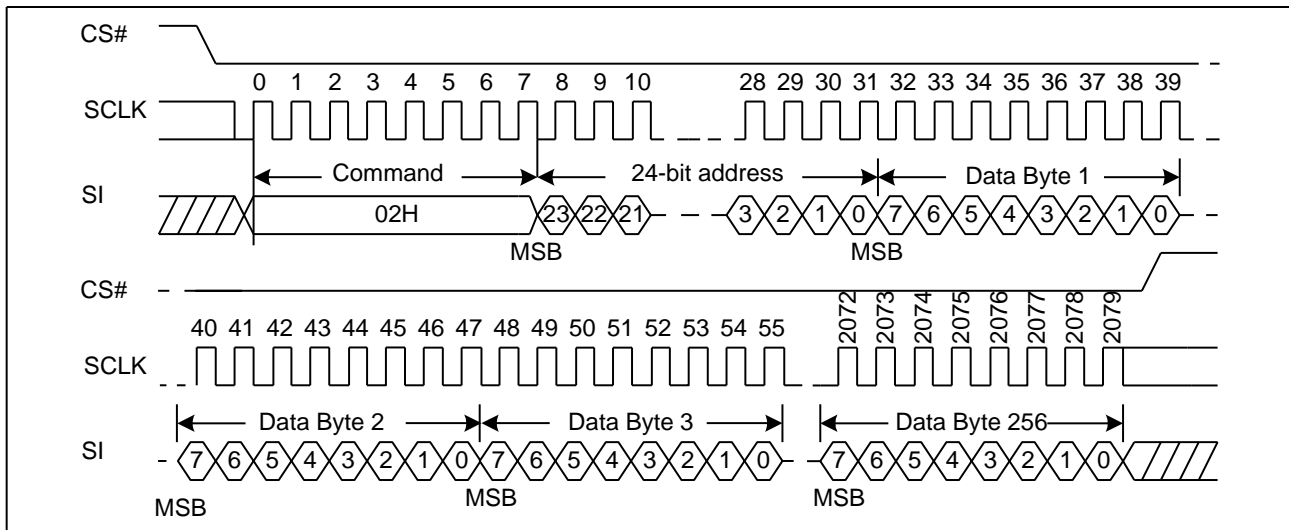 CS#
0 1 2 3 4 5 6 7 8 9 10 28 29 30 31 32 33 34 35 36 37 38 39
SCLK
Command 24-bit address Data Byte 1
SI
02H 23 22 21 3 2 1 0 7 6 5 4 3 2 1 0
MSB MSB
CS#
40 41 42 43 44 45 46 47 48 49 50 51 52 53 54 55 2072 2073 2074 2075 2076 2077 2078 2079
SCLK
Data Byte 2 Data Byte 3 Data Byte 256
SI
7 6 5 4 3 2 1 0 7 6 5 4 3 2 1 0 7 6 5 4 3 2 1 0
MSB MSB MSB